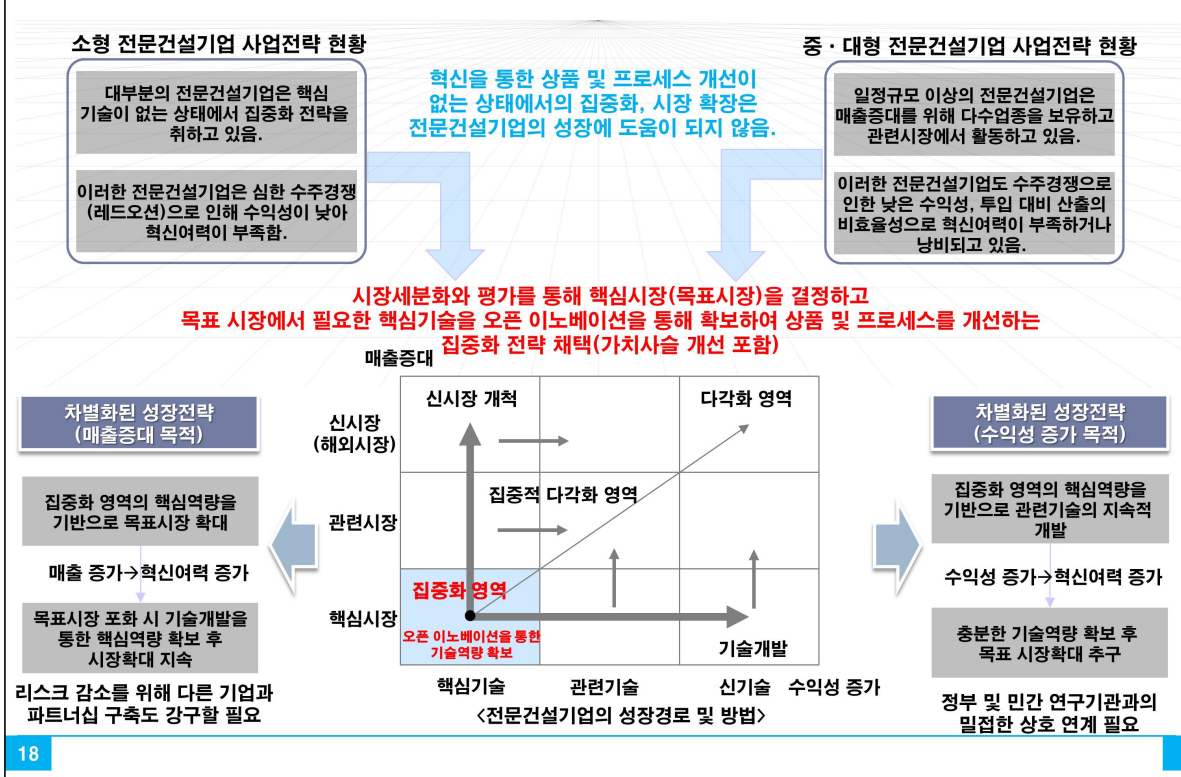 소형 전문건설기업 사업전략 현황
대부분의 전문건설기업은 핵심
기술이 없는 상태에서 집중화 전략을
취하고 있음.
이러한 전문건설기업은 심한 수주경쟁
(레드오션)으로 인해 수익성이 낮아
혁신여력이 부족함.
혁신을 통한 상품 및 프로세스 개선이
없는 상태에서의 집중화, 시장 확장은
전문건설기업의 성장에 도움이 되지 않음.
중 · 대형 전문건설기업 사업전략 현황
일정규모 이상의 전문건설기업은
매출증대를 위해 다수업종을 보유하고
관련시장에서 활동하고 있음.
이러한 전문건설기업도 수주경쟁으로
인한 낮은 수익성, 투입 대비 산출의
비효율성으로 혁신여력이 부족하거나
낭비되고 있음.
시장세분화와 평가를 통해 핵심시장(목표시장)을 결정하고
목표 시장에서 필요한 핵심기술을 오픈 이노베이션을 통해 확보하여 상품 및 프로세스를 개선하는
집중화 전략 채택(가치사슬 개선 포함)
차별화된 성장전략
(매출증대 목적)
집중화 영역의 핵심역량을
기반으로 목표시장 확대
매출 증가→혁신여력 증가
목표시장 포화 시 기술개발을
통한 핵심역량 확보 후
시장확대 지속
리스크 감소를 위해 다른 기업과
파트너십 구축도 강구할 필요
매출증대
신시장
(해외시장)
신시장 개척
다각화 영역
관련시장
집중적 다각화 영역
핵심시장
집중화 영역
오픈 이노베이션을 통한
기술역량 확보
기술개발
핵심기술
관련기술
신기술
수익성 증가
<전문건설기업의 성장경로 및 방법>
차별화된 성장전략
(수익성 증가 목적)
집중화 영역의 핵심역량을
기반으로 관련기술의 지속적
개발
수익성 증가→혁신여력 증가
충분한 기술역량 확보 후
목표 시장확대 추구
정부 및 민간 연구기관과의
밀접한 상호 연계 필요
18